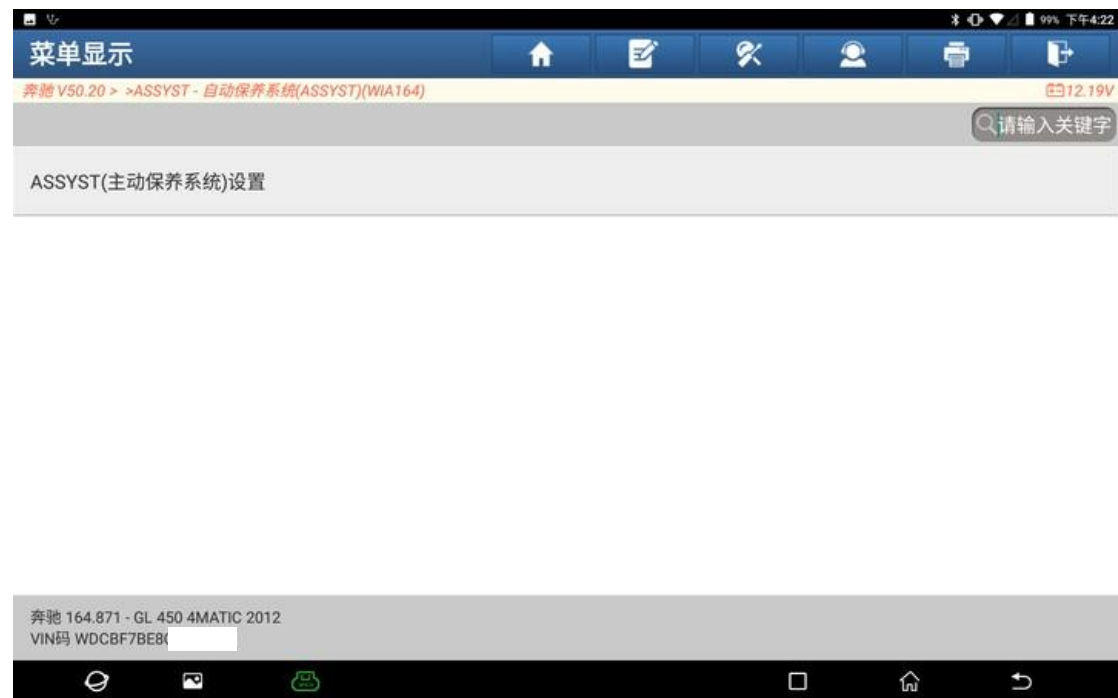 99% 下午4:22
菜单显示
奔驰 V50.20 > >ASSYST - 自动保养系统(ASSYST)(WIA164)
12.19V
请输入关键字
ASSYST(主动保养系统)设置
奔驰 164.871 - GL 450 4MATIC 2012
VIN码 WDCBF7BE8